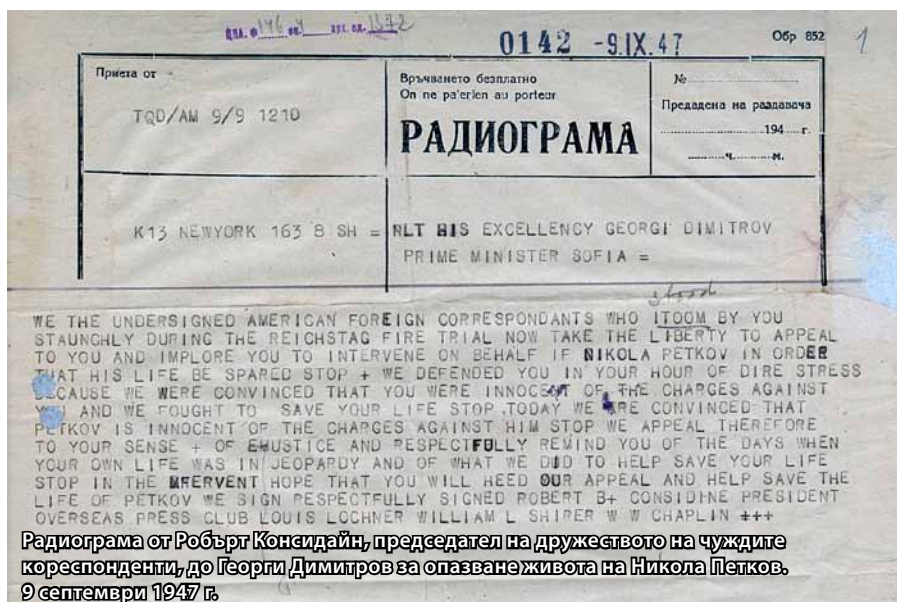 ЦПА. ф 146 оп. 4 арх. ед. 1372
0142 -9.IX.47
Обр 852
1
Приета от
TQD/AM 9/9 1210
Връчването безплатно
On ne pa'erien au porteur
РАДИОГРАМА
№
Предадена на раздавача
194 г.
ч. м.
K13 NEWYORK 163 B SH = NLT HIS EXCELLENCY GEORGI DIMITROV
PRIME MINISTER SOFIA =
stood
WE THE UNDERSIGNED AMERICAN FOREIGN CORRESPONDANTS WHO ITOOM BY YOU
STAUNCHLY DURING THE REICHSTAG FIRE TRIAL NOW TAKE THE LIBERTY TO APPEAL
TO YOU AND IMPLORE YOU TO INTERVENE ON BEHALF IF NIKOLA PETKOV IN ORDER
THAT HIS LIFE BE SPARED STOP + WE DEFENDED YOU IN YOUR HOUR OF DIRE STRESS
BECAUSE WE WERE CONVINCED THAT YOU WERE INNOCENT OF THE CHARGES AGAINST
YOU AND WE FOUGHT TO SAVE YOUR LIFE STOP TODAY WE ARE CONVINCED THAT
PETKOV IS INNOCENT OF THE CHARGES AGAINST HIM STOP WE APPEAL THEREFORE
TO YOUR SENSE + OF AND RESPECTFULLY REMIND YOU OF THE DAYS WHEN
YOUR OWN LIFE WAS IN JEOPARDY AND OF WHAT WE DID TO HELP SAVE YOUR LIFE
STOP IN THE HOPE THAT YOU WILL HEED OUR APPEAL AND HELP SAVE THE
LIFE OF PETKOV WE SIGN RESPECTFULLY SIGNED ROBERT B+ CONSIDINE PRESIDENT
OVERSEAS PRESS CLUB LOUIS LOCHNER WILLIAM L SHIRER W W CHAPLIN +++
Радиограма от Робърт Консидайн, председател на дружеството на чуждите
кореспонденти, до Георги Димитров за опазване живота на Никола Петков.
9 септември 1947 г.